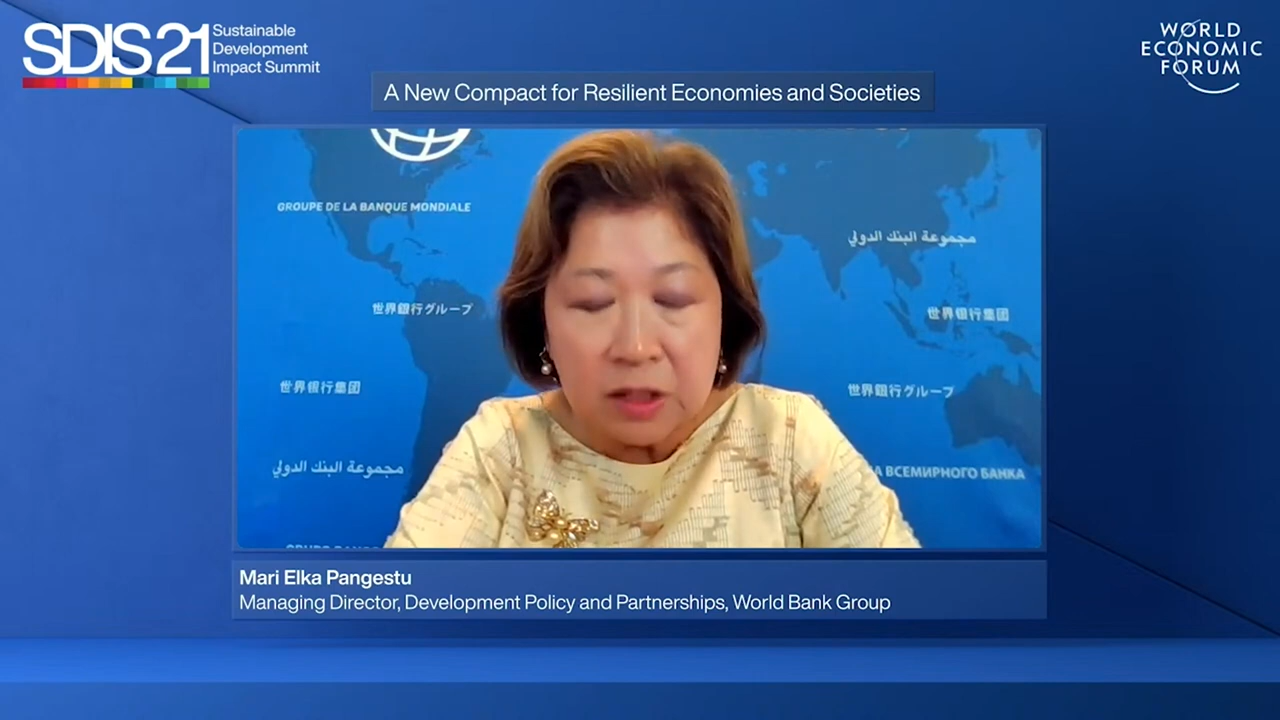 SDIS21
Sustainable
Development
Impact Summit
WORLD
ECONOMIC
FORUM
A New Compact for Resilient Economies and Societies
GROUPE DE LA BANQUE MONDIALE
مجموعة البنك الدولي
世界銀行グループ
世界银行集团
世界银行集团
世界銀行グループ
مجموعة البنك الدولي
ВСЕМИРНОГО БАНКА
Mari Elka Pangestu
Managing Director, Development Policy and Partnerships, World Bank Group